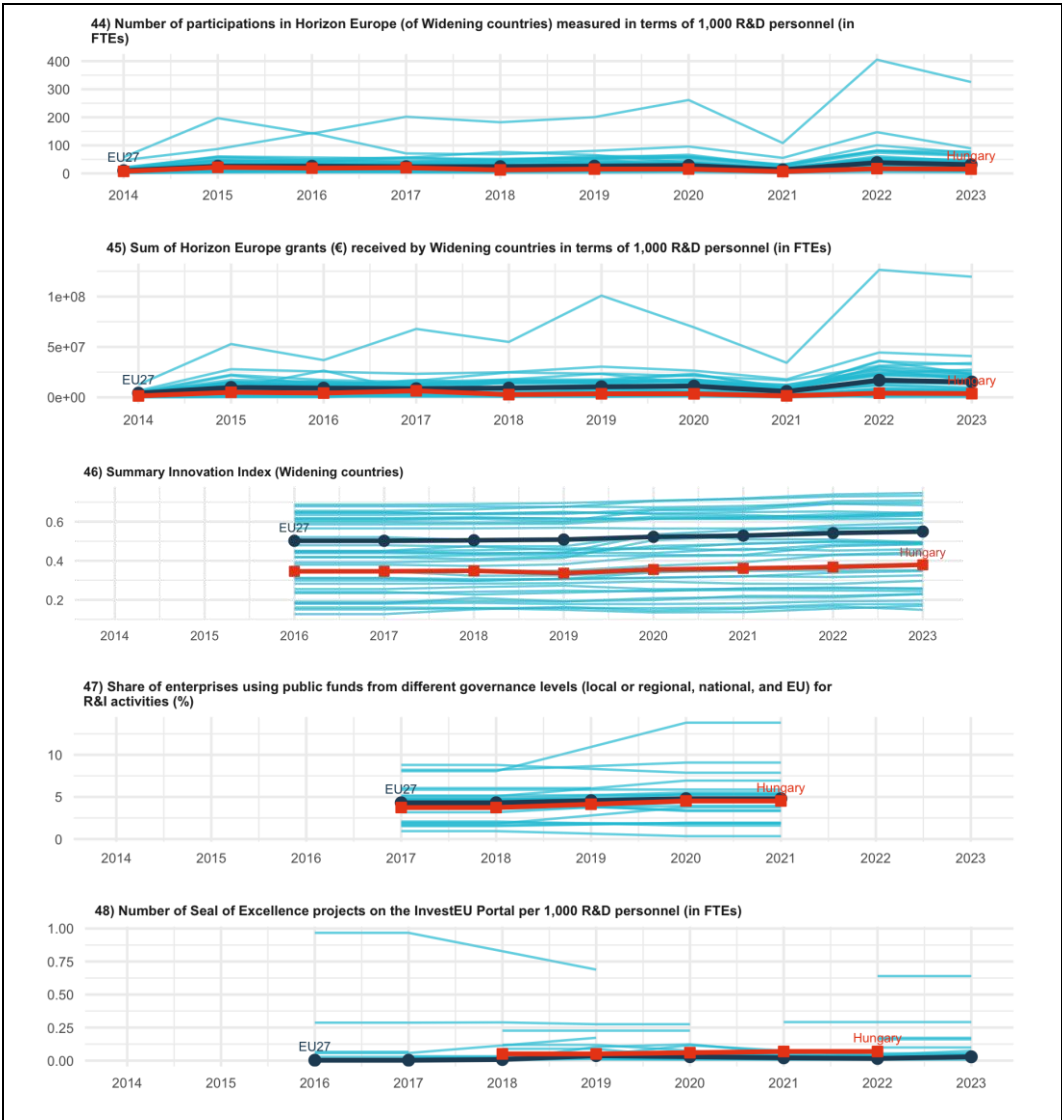 44) Number of participations in Horizon Europe (of Widening countries) measured in terms of 1,000 R&D personnel (in
FTEs)
400
300
200
100
0
EU27
Hungary
2014 2015 2016 2017 2018 2019 2020 2021 2022 2023
45) Sum of Horizon Europe grants (€) received by Widening countries in terms of 1,000 R&D personnel (in FTEs)
1e+08
5e+07
0e+00
EU27
Hungary
2014 2015 2016 2017 2018 2019 2020 2021 2022 2023
46) Summary Innovation Index (Widening countries)
0.6
0.4
0.2
EU27
Hungary
2014 2015 2016 2017 2018 2019 2020 2021 2022 2023
47) Share of enterprises using public funds from different governance levels (local or regional, national, and EU) for
R&I activities (%)
10
5
0
EU27
Hungary
2014 2015 2016 2017 2018 2019 2020 2021 2022 2023
48) Number of Seal of Excellence projects on the InvestEU Portal per 1,000 R&D personnel (in FTEs)
1.00
0.75
0.50
0.25
0.00
EU27
Hungary
2014 2015 2016 2017 2018 2019 2020 2021 2022 2023